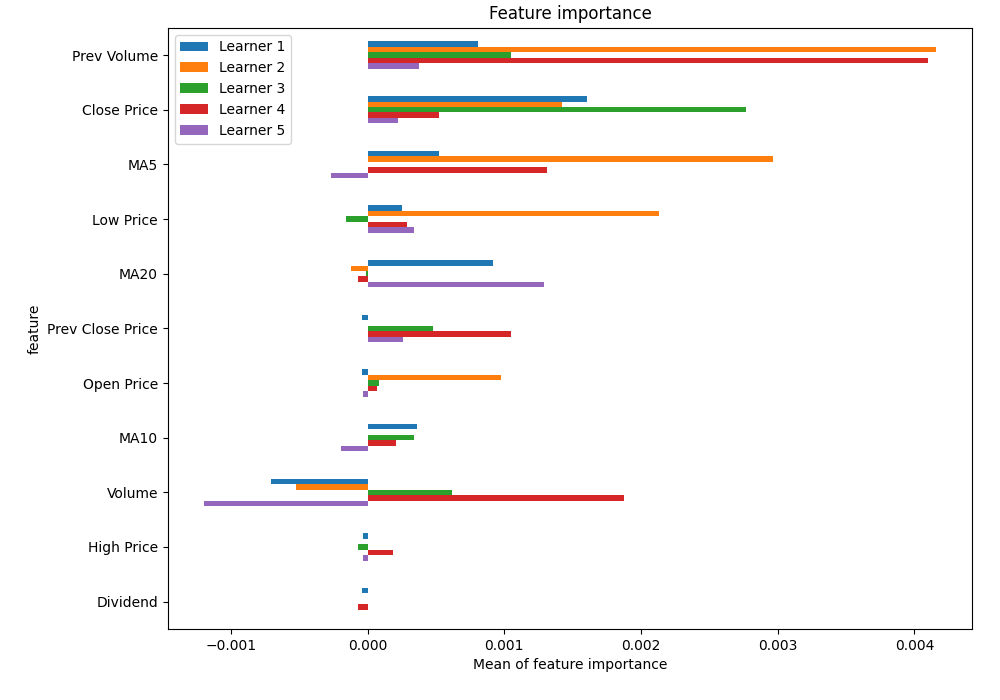 Feature importance
Learner 1
Learner 2
Learner 3
Learner 4
Learner 5
Prev Volume
Close Price
MA5
Low Price
MA20
Prev Close Price
Open Price
MA10
Volume
High Price
Dividend
feature
−0.001 0.000 0.001 0.002 0.003 0.004
Mean of feature importance